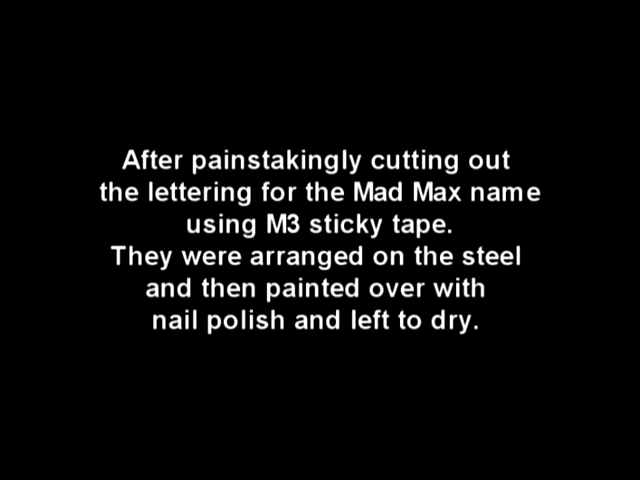 After painstakingly cutting out
the lettering for the Mad Max name
using M3 sticky tape.
They were arranged on the steel
and then painted over with
nail polish and left to dry.